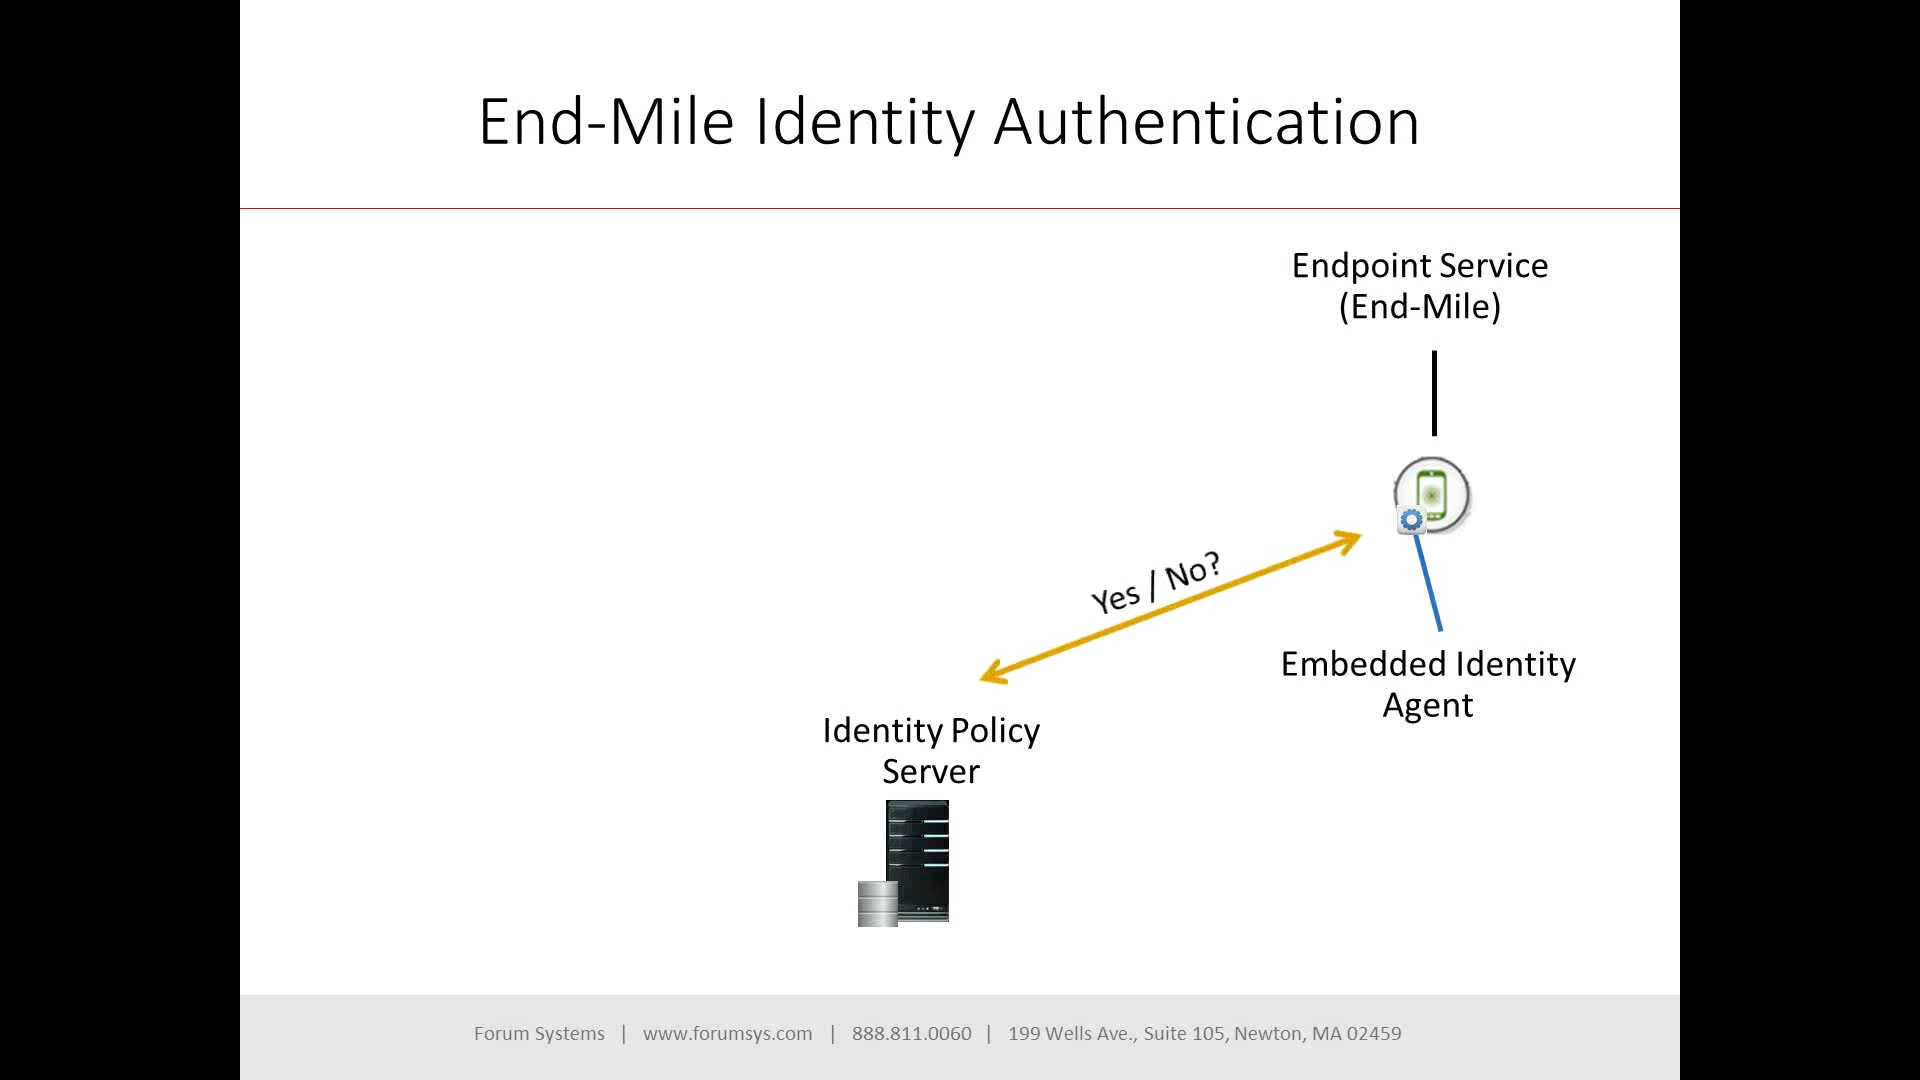 End-Mile Identity Authentication
Endpoint Service
(End-Mile)
Yes / No?
Embedded Identity
Agent
Identity Policy
Server
Forum Systems | www.forumsys.com | 888.811.0060 | 199 Wells Ave., Suite 105, Newton, MA 02459